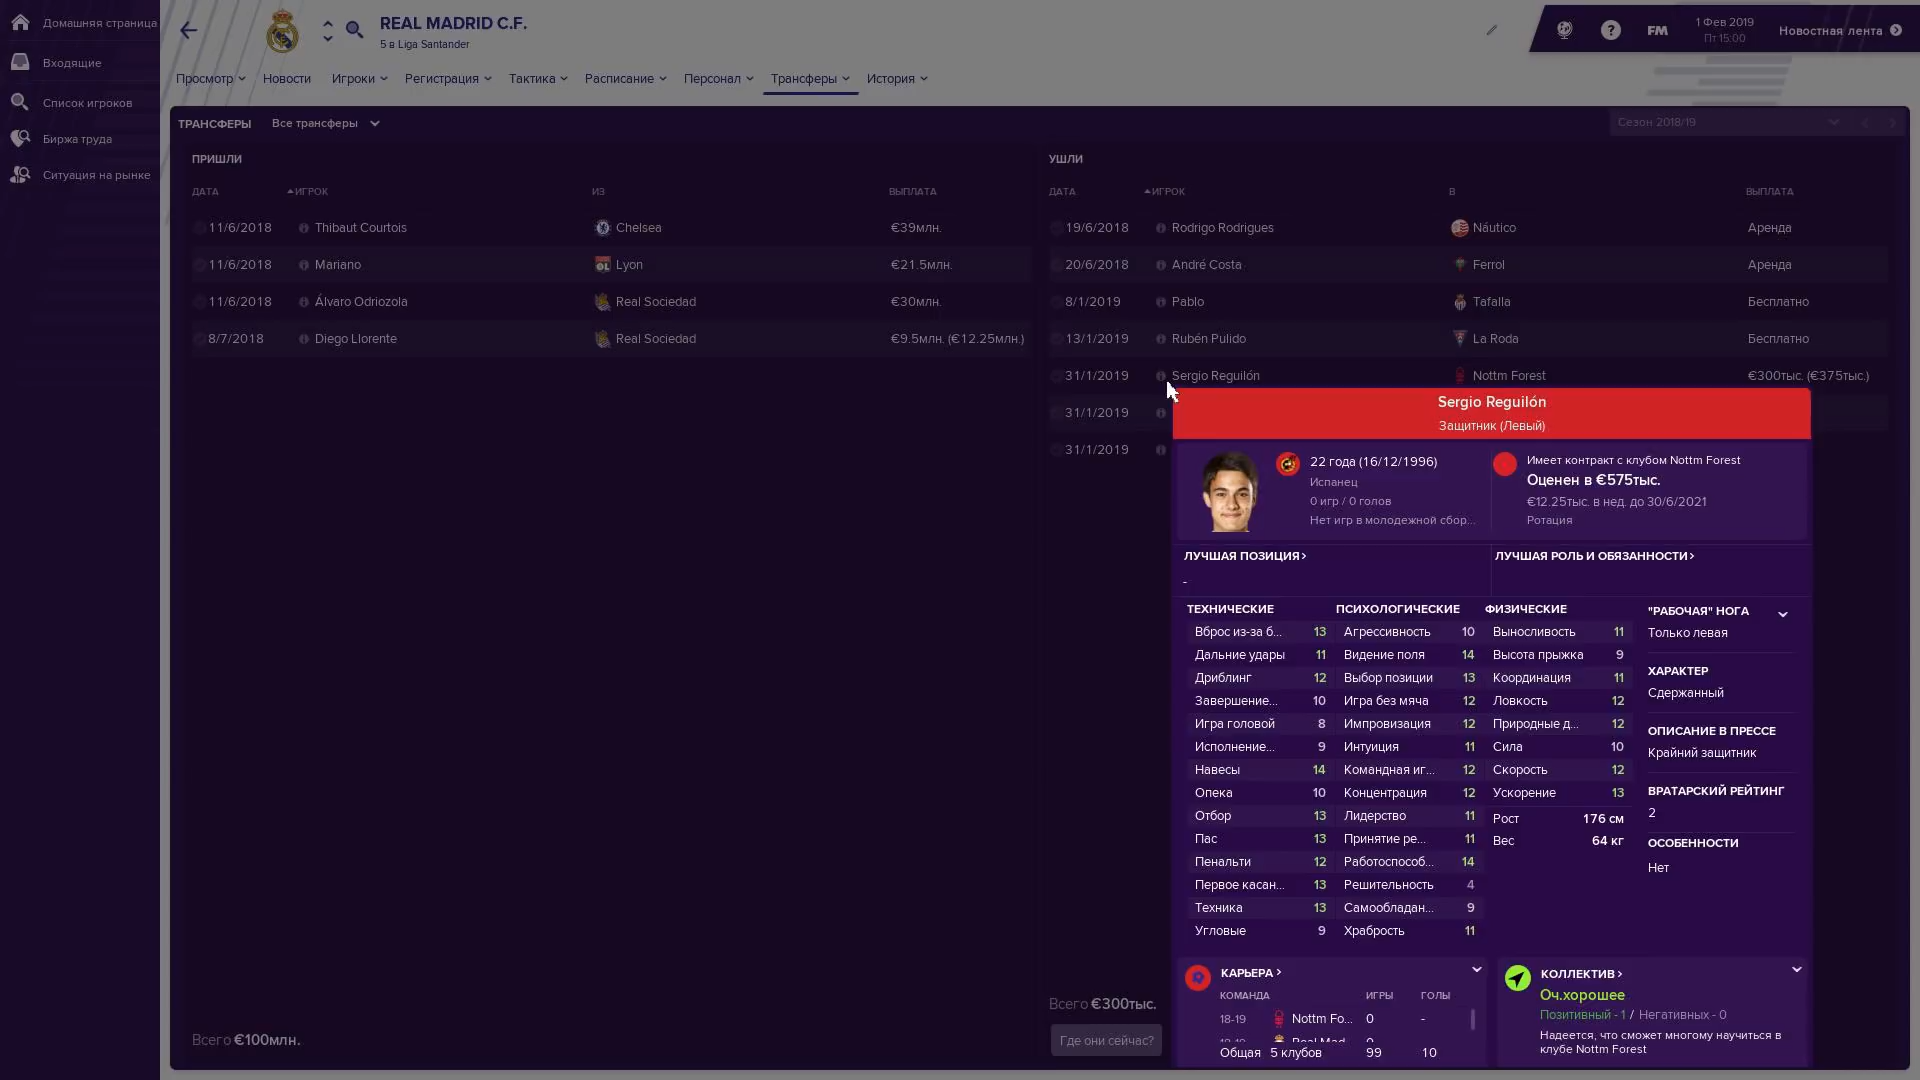 Домашняя страница
Входящие
Список игроков
Биржа труда
Ситуация на рынке
REAL MADRID C.F.
5 в Liga Santander
FM
1 Фев 2019
Пт 15:00
Новостная лента
Просмотр Новости Игроки Регистрация Тактика Расписание Персонал Трансферы История
ТРАНСФЕРЫ Все трансферы
Сезон 2018/19
ПРИШЛИ
ДАТА ИГРОК ИЗ ВЫПЛАТА
11/6/2018 Thibaut Courtois Chelsea €39млн.
11/6/2018 Mariano Lyon €21.5млн.
11/6/2018 Álvaro Odriozola Real Sociedad €30млн.
8/7/2018 Diego Llorente Real Sociedad €9.5млн. (€12.25млн.)
Всего €100млн.
УШЛИ
ДАТА ИГРОК В ВЫПЛАТА
19/6/2018 Rodrigo Rodrigues Náutico Аренда
20/6/2018 André Costa Ferrol Аренда
8/1/2019 Pablo Tafalla Бесплатно
13/1/2019 Rubén Pulido La Roda Бесплатно
31/1/2019 Sergio Reguilón Nottm Forest €300тыс. (€375тыс.)
31/1/2019
31/1/2019
Всего €300тыс.
Где они сейчас?
Sergio Reguilón
Защитник (Левый)
22 года (16/12/1996)
Испанец
0 игр / 0 голов
Нет игр в молодежной сбор...
Имеет контракт с клубом Nottm Forest
Оценен в €575тыс.
€12.25тыс. в нед. до 30/6/2021
Ротация
ЛУЧШАЯ ПОЗИЦИЯ
-
ЛУЧШАЯ РОЛЬ И ОБЯЗАННОСТИ
ТЕХНИЧЕСКИЕ
Вброс из-за б... 13
Дальние удары 11
Дриблинг 12
Завершение... 10
Игра головой 8
Исполнение... 9
Навесы 14
Опека 10
Отбор 13
Пас 13
Пенальти 12
Первое касан... 13
Техника 13
Угловые 9
ПСИХОЛОГИЧЕСКИЕ
Агрессивность 10
Видение поля 14
Выбор позиции 13
Игра без мяча 12
Импровизация 12
Интуиция 11
Командная иг... 12
Концентрация 12
Лидерство 11
Принятие ре... 11
Работоспособ... 14
Решительность 4
Самообладан... 9
Храбрость 11
ФИЗИЧЕСКИЕ
Выносливость 11
Высота прыжка 9
Координация 11
Ловкость 12
Природные д... 12
Сила 10
Скорость 12
Ускорение 13
Рост 176 см
Вес 64 кг
"РАБОЧАЯ" НОГА
Только левая
ХАРАКТЕР
Сдержанный
ОПИСАНИЕ В ПРЕССЕ
Крайний защитник
ВРАТАРСКИЙ РЕЙТИНГ
2
ОСОБЕННОСТИ
Нет
КАРЬЕРА
КОМАНДА ИГРЫ ГОЛЫ
18-19 Nottm Fo... 0 -
Общая 5 клубов 99 10
КОЛЛЕКТИВ
Оч.хорошее
Позитивный - 1 / Негативных - 0
Надеется, что сможет многому научиться в
клубе Nottm Forest